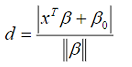 d = |x^T β + β_0| / ‖β‖